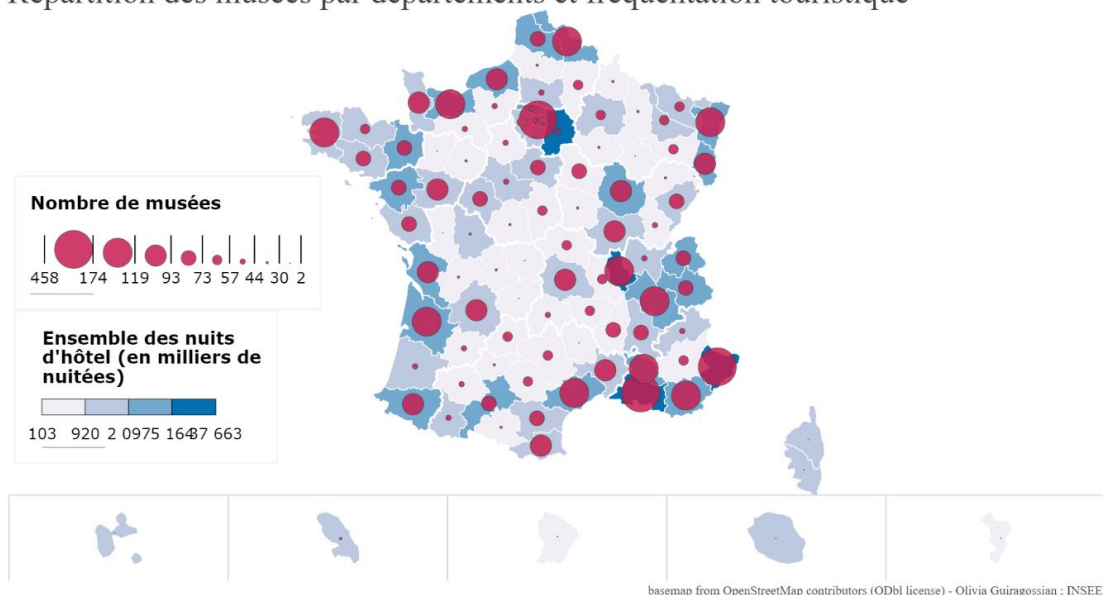 Répartition des musées par départements et fréquentation touristique
Nombre de musées
458 174 119 93 73 57 44 30 2
Ensemble des nuits
d'hôtel (en milliers de
nuitées)
103 920 2 0975 16437 663
basemap from OpenStreetMap contributors (ODbl license) - Olivia Guiragossian ; INSEE